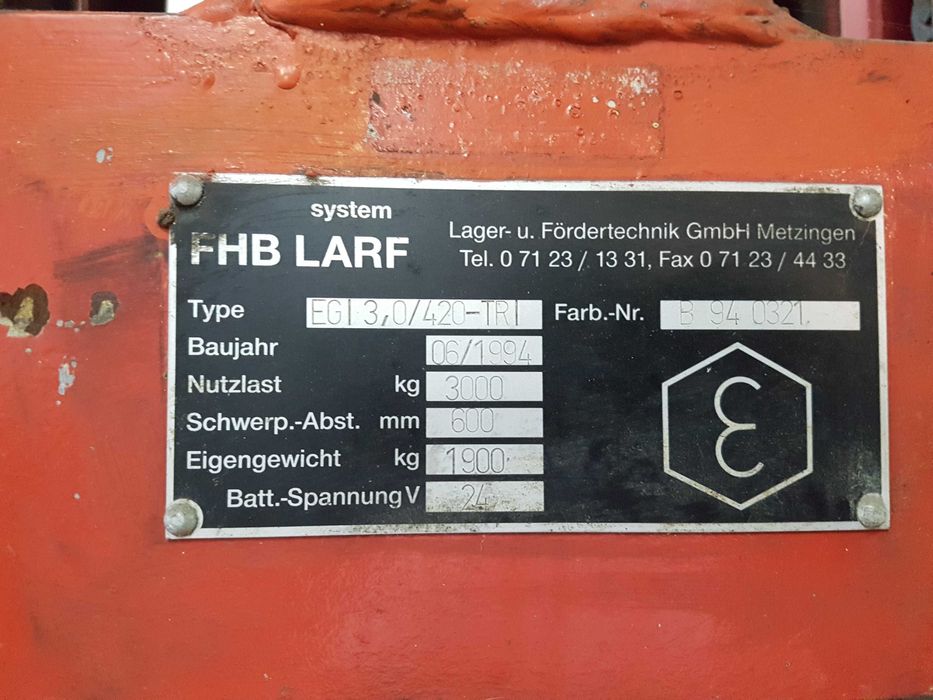 system
FHB LARF
Lager- u. Fördertechnik GmbH Metzingen
Tel. 0 71 23 / 13 31, Fax 0 71 23 / 44 33
Type EGI 3,0/420-TRI Farb.-Nr. B 94 0321.
Baujahr 06/1994
Nutzlast kg 3000
Schwerp.-Abst. mm 600
Eigengewicht kg 1900
Batt.-Spannung V 24
ε